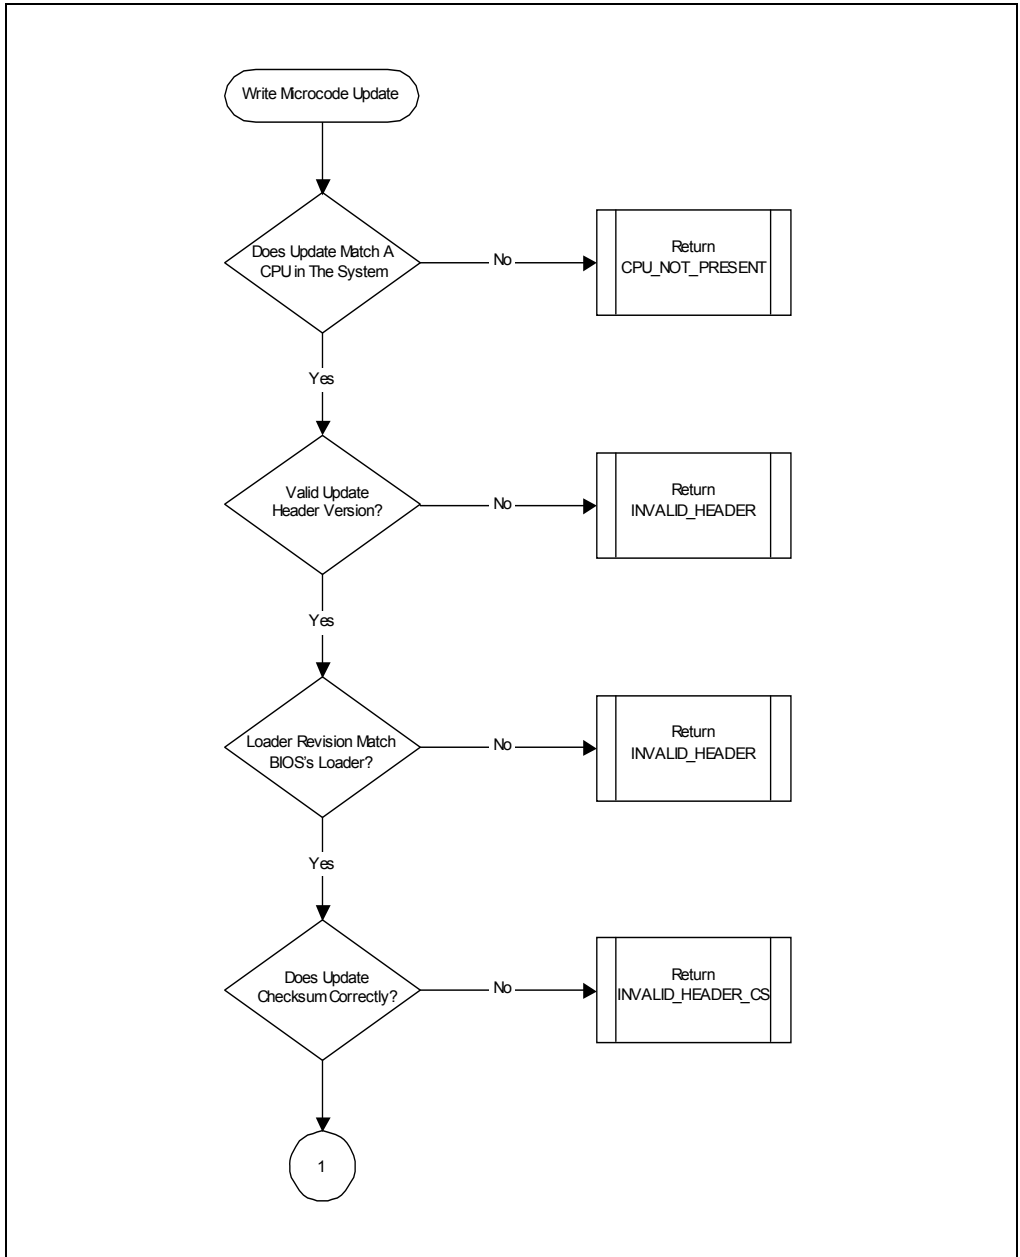 Write Microcode Update
Does Update Match A
CPU in The System
No
Return
CPU_NOT_PRESENT
Yes
Valid Update
Header Version?
No
Return
INVALID_HEADER
Yes
Loader Revision Match
BIOS's Loader?
No
Return
INVALID_HEADER
Yes
Does Update
Checksum Correctly?
No
Return
INVALID_HEADER_CS
1